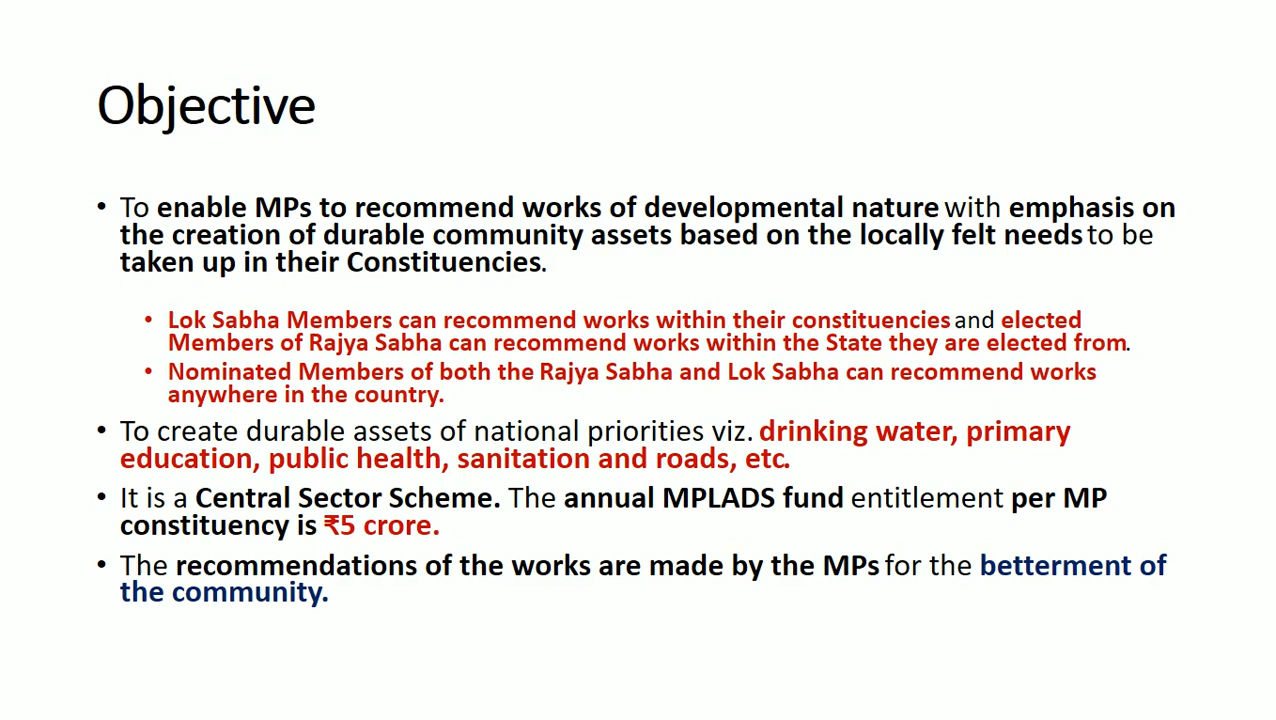 Objective
• To enable MPs to recommend works of developmental nature with emphasis on
the creation of durable community assets based on the locally felt needs to be
taken up in their Constituencies.
• Lok Sabha Members can recommend works within their constituencies and elected
Members of Rajya Sabha can recommend works within the State they are elected from.
• Nominated Members of both the Rajya Sabha and Lok Sabha can recommend works
anywhere in the country.
• To create durable assets of national priorities viz. drinking water, primary
education, public health, sanitation and roads, etc.
• It is a Central Sector Scheme. The annual MPLADS fund entitlement per MP
constituency is ₹5 crore.
• The recommendations of the works are made by the MPs for the betterment of
the community.